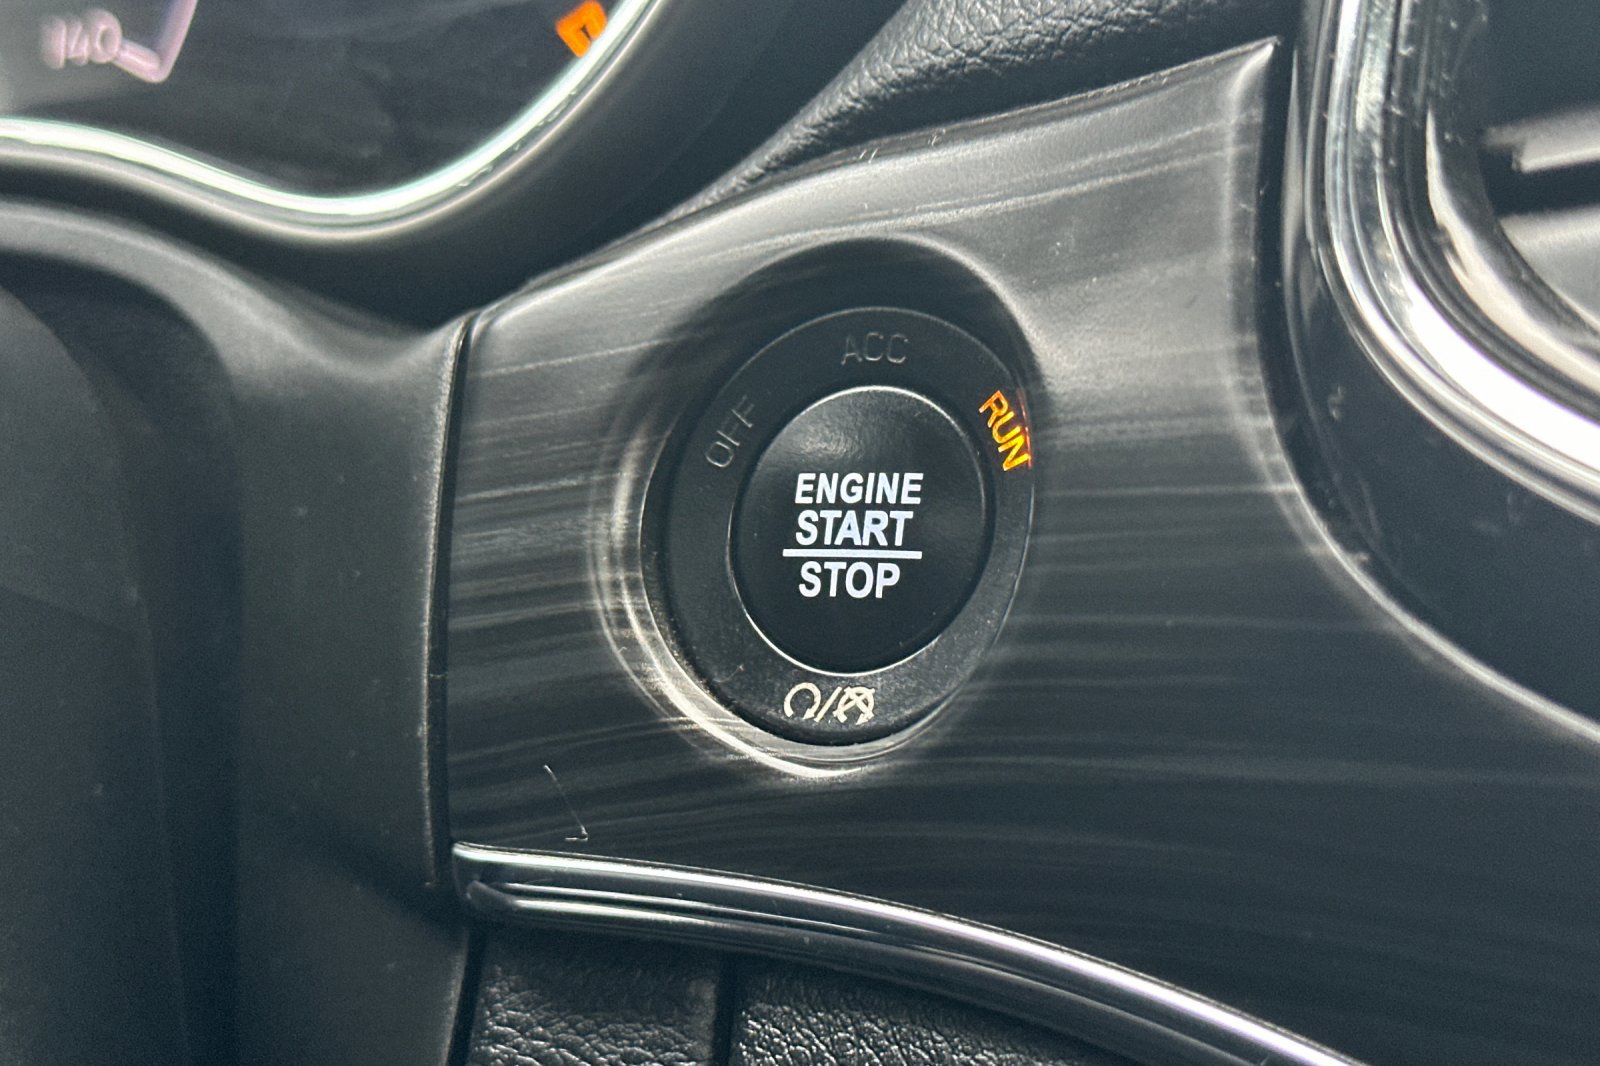 140
ACC
OFF
RUN
ENGINE
START
STOP